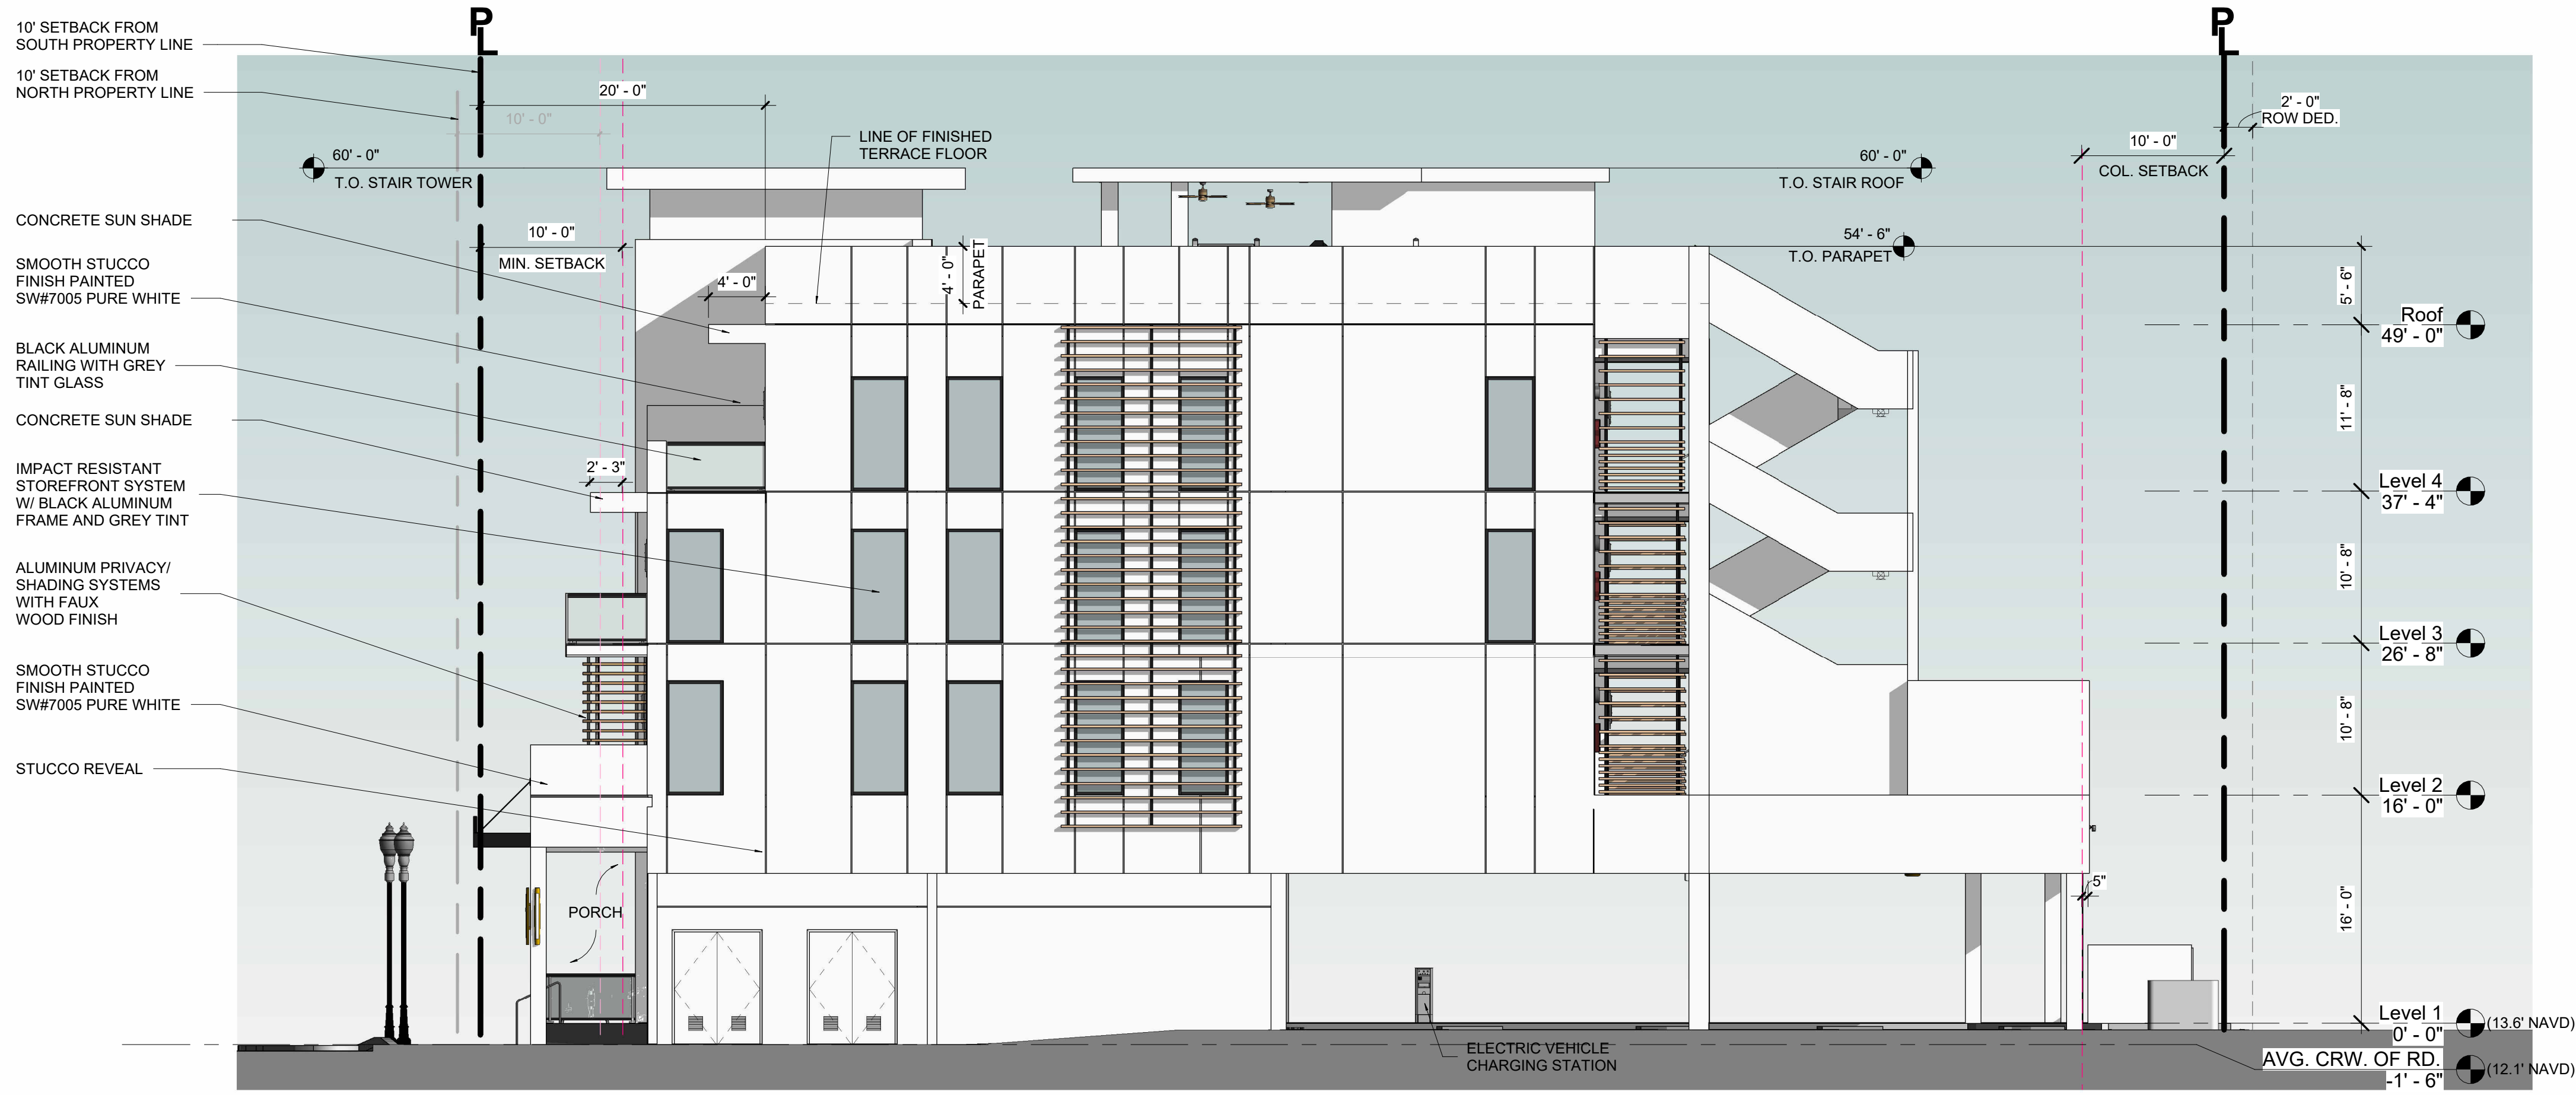 10' SETBACK FROM
SOUTH PROPERTY LINE
10' SETBACK FROM
NORTH PROPERTY LINE
CONCRETE SUN SHADE
SMOOTH STUCCO
FINISH PAINTED
SW#7005 PURE WHITE
BLACK ALUMINUM
RAILING WITH GREY
TINT GLASS
CONCRETE SUN SHADE
IMPACT RESISTANT
STOREFRONT SYSTEM
W/ BLACK ALUMINUM
FRAME AND GREY TINT
ALUMINUM PRIVACY/
SHADING SYSTEMS
WITH FAUX
WOOD FINISH
SMOOTH STUCCO
FINISH PAINTED
SW#7005 PURE WHITE
STUCCO REVEAL
PL
20' - 0"
10' - 0"
60' - 0"
T.O. STAIR TOWER
10' - 0"
MIN. SETBACK
4' - 0"
2' - 3"
LINE OF FINISHED
TERRACE FLOOR
4' - 0"
PARAPET
PORCH
ELECTRIC VEHICLE
CHARGING STATION
60' - 0"
T.O. STAIR ROOF
54' - 6"
T.O. PARAPET
PL
2' - 0"
ROW DED.
10' - 0"
COL. SETBACK
5"
5' - 6"
11' - 8"
10' - 8"
10' - 8"
16' - 0"
Roof
49' - 0"
Level 4
37' - 4"
Level 3
26' - 8"
Level 2
16' - 0"
Level 1
0' - 0"
(13.6' NAVD)
AVG. CRW. OF RD.
-1' - 6"
(12.1' NAVD)